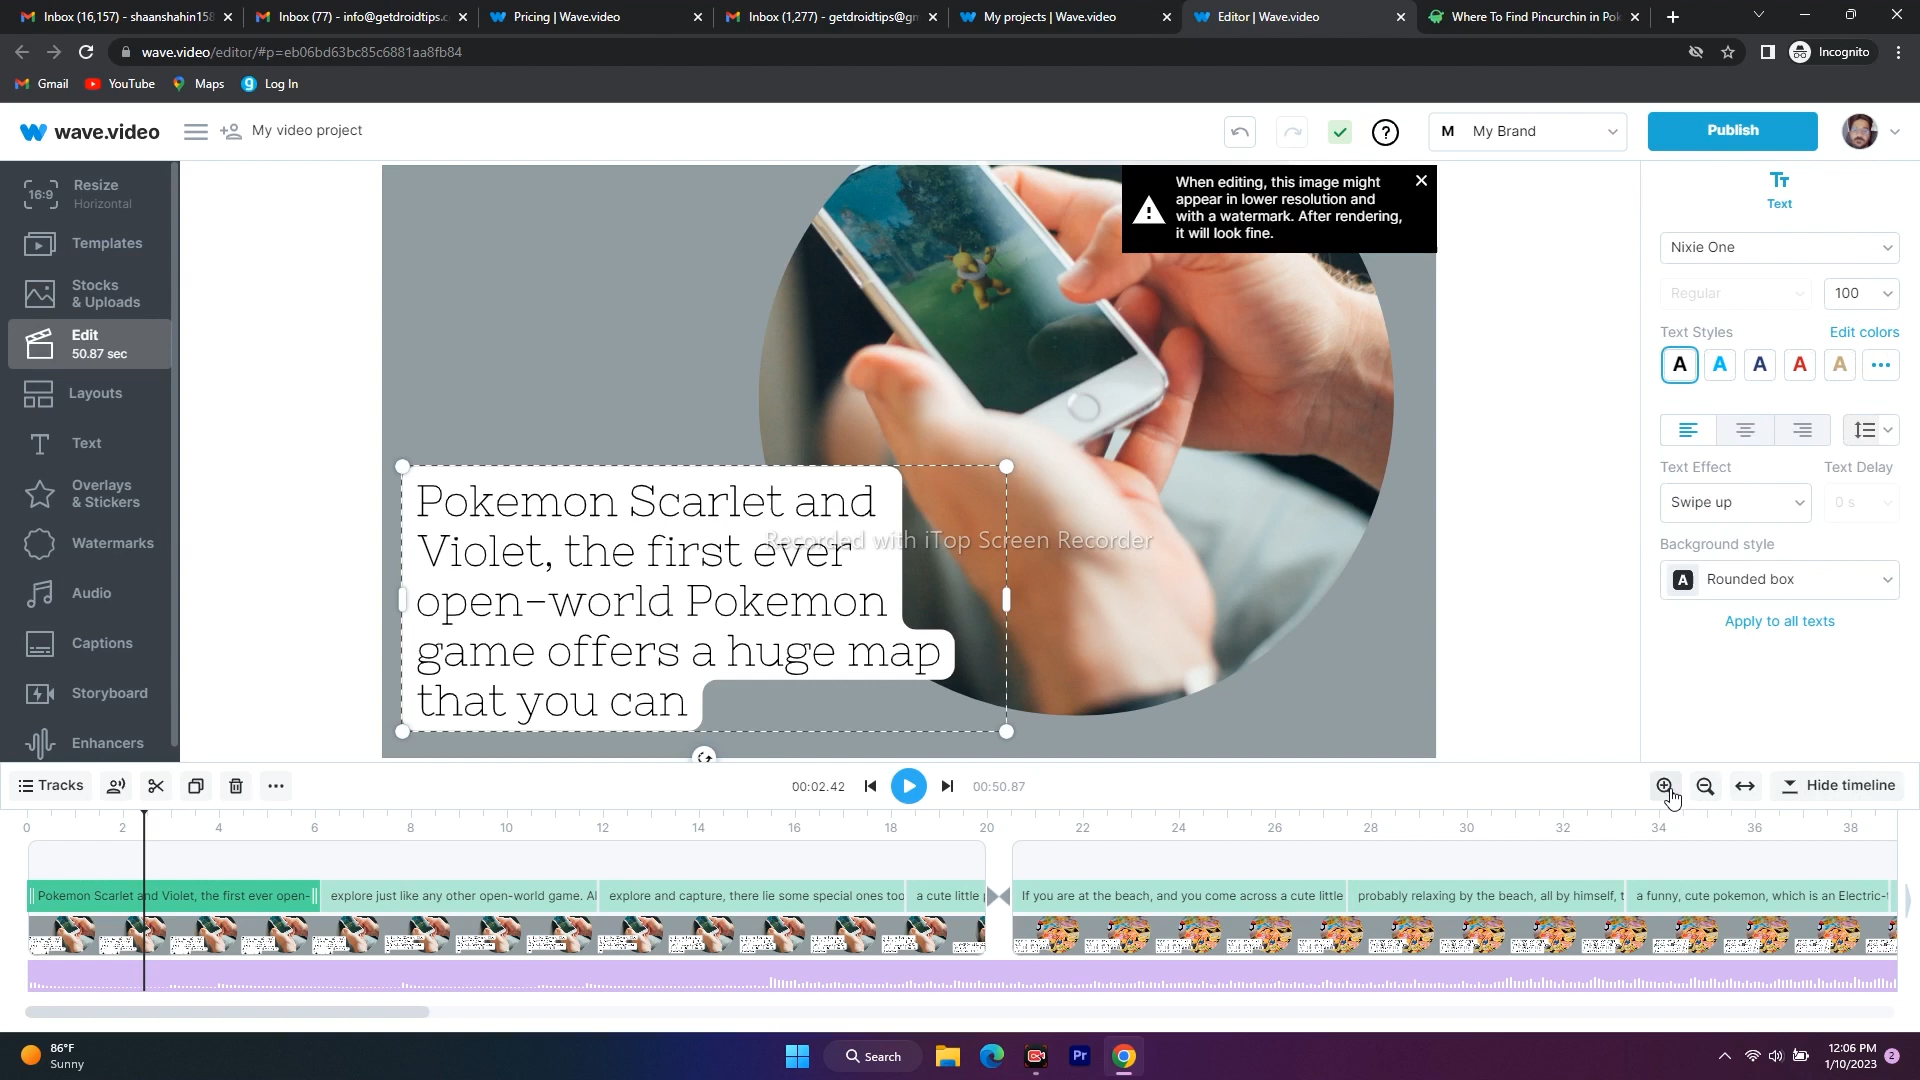 Inbox (16,157) - shaanshahin158
Inbox (77) - info@getdroidtips.c
Pricing | Wave.video
Inbox (1,277) - getdroidtips@gm
My projects | Wave.video
Editor | Wave.video
Where To Find Pincurchin in Pok
wave.video/editor/#p=eb06bd63bc85c6881aa8fb84
Incognito
Gmail
YouTube
Maps
Log In
wave.video
My video project
M My Brand
Publish
16:9
Resize
Horizontal
Templates
Stocks
& Uploads
Edit
50.87 sec
Layouts
Text
Overlays
& Stickers
Watermarks
Audio
Captions
Storyboard
Enhancers
When editing, this image might
appear in lower resolution and
with a watermark. After rendering,
it will look fine.
Pokemon Scarlet and
Violet, the first ever
open-world Pokemon
game offers a huge map
that you can
Recorded with iTop Screen Recorder
Text
Nixie One
Regular
100
Text Styles
Edit colors
A A A A A
Text Effect
Text Delay
Swipe up
0 s
Background style
A Rounded box
Apply to all texts
Tracks
00:02.42
00:50.87
Hide timeline
0 2 4 6 8 10 12 14 16 18 20 22 24 26 28 30 32 34 36 38
Pokemon Scarlet and Violet, the first ever open-
explore just like any other open-world game. Al
explore and capture, there lie some special ones too
a cute little
If you are at the beach, and you come across a cute little
probably relaxing by the beach, all by himself, t
a funny, cute pokemon, which is an Electric-
86°F
Sunny
Search
Pr
12:06 PM
1/10/2023
2